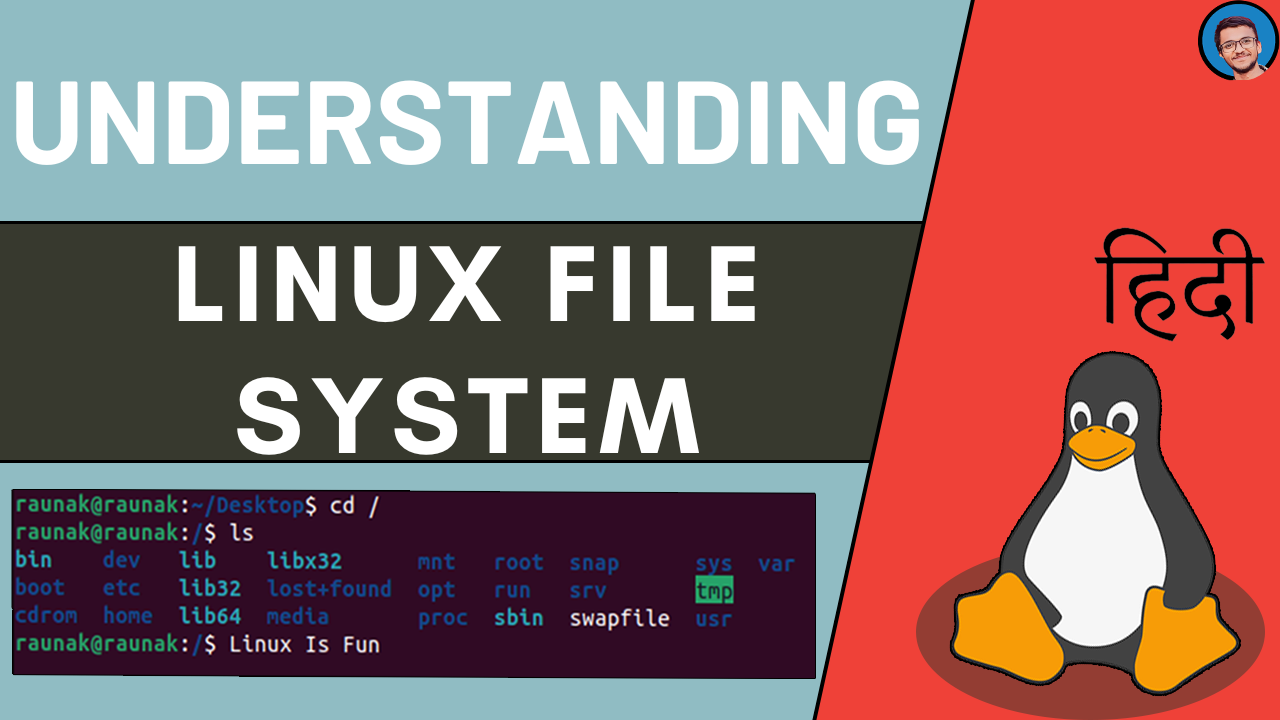 UNDERSTANDING
LINUX FILE
SYSTEM
हिंदी
raunak@raunak:~/Desktop$ cd /
raunak@raunak:/$ ls
bin dev lib libx32 mnt root snap sys var
boot etc lib32 lost+found opt run srv tmp
cdrom home lib64 media proc sbin swapfile usr
raunak@raunak:/$ Linux Is Fun